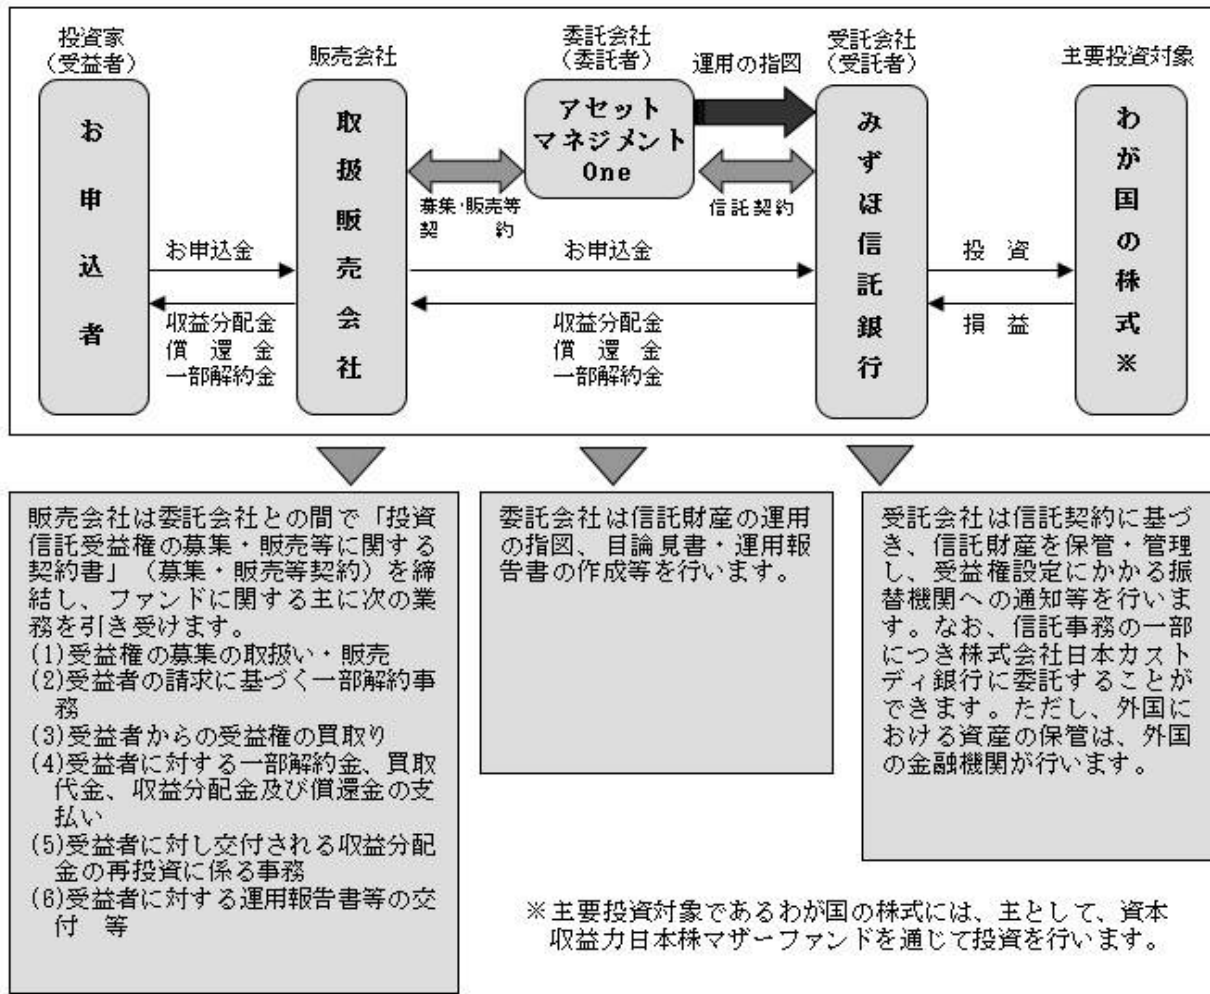 投資家
（受益者）
お申込者
販売会社
取扱販売会社
委託会社
（委託者）
アセット
マネジメント
One
運用の指図
受託会社
（受託者）
みずほ信託銀行
主要投資対象
わが国の株式※
募集・販売等
契　約
信託契約
お申込金
お申込金
投　資
収益分配金
償　還　金
一部解約金
収益分配金
償　還　金
一部解約金
損　益
販売会社は委託会社との間で「投資
信託受益権の募集・販売等に関する
契約書」（募集・販売等契約）を締
結し、ファンドに関する主に次の業
務を引き受けます。
(1)受益権の募集の取扱い・販売
(2)受益者の請求に基づく一部解約事
務
(3)受益者からの受益権の買取り
(4)受益者に対する一部解約金、買取
代金、収益分配金及び償還金の支
払い
(5)受益者に対し交付される収益分配
金の再投資に係る事務
(6)受益者に対する運用報告書等の交
付　等
委託会社は信託財産の運用
の指図、目論見書・運用報
告書の作成等を行います。
受託会社は信託契約に基づ
き、信託財産を保管・管理
し、受益権設定にかかる振
替機関への通知等を行いま
す。なお、信託事務の一部
につき株式会社日本カスト
ディ銀行に委託することが
できます。ただし、外国に
おける資産の保管は、外国
の金融機関が行います。
※主要投資対象であるわが国の株式には、主として、資本
収益力日本株マザーファンドを通じて投資を行います。